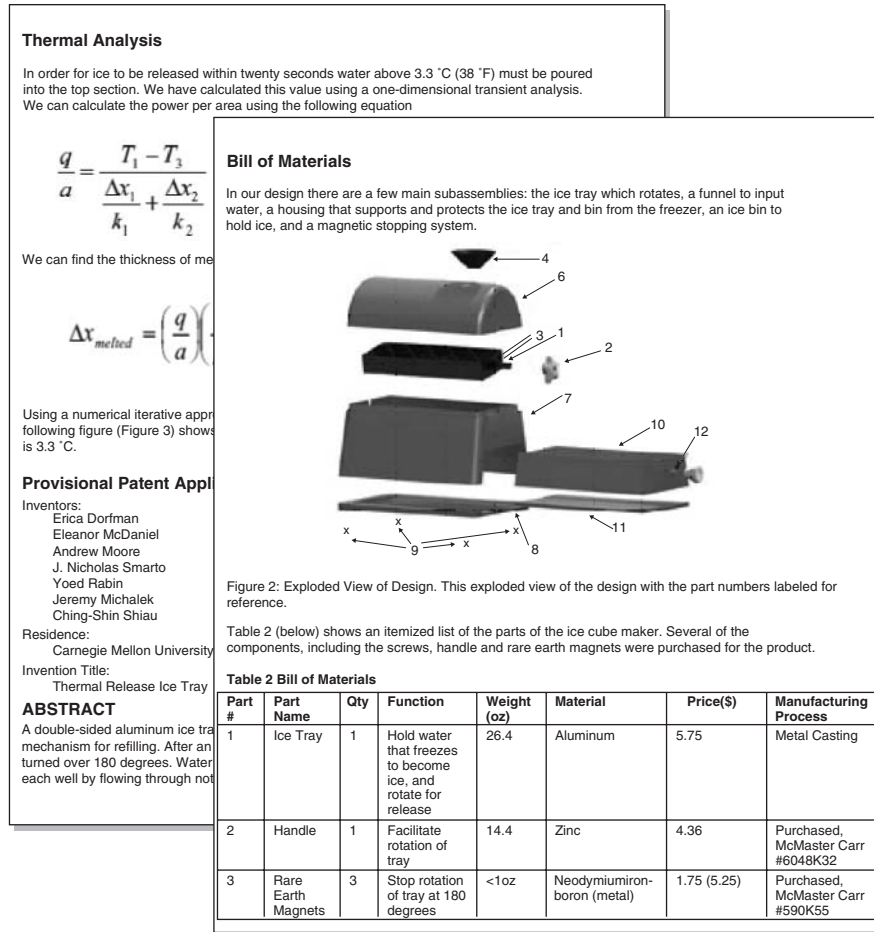 Thermal Analysis
In order for ice to be released within twenty seconds water above 3.3 ˚C (38 ˚F) must be poured
into the top section. We have calculated this value using a one-dimensional transient analysis.
We can calculate the power per area using the following equation
q/a = (T1 − T3) / (Δx1/k1 + Δx2/k2)
We can find the thickness of me
Δx melted = (q/a)(
Using a numerical iterative appr
following figure (Figure 3) shows
is 3.3 ˚C.
Provisional Patent Appli
Inventors:
Erica Dorfman
Eleanor McDaniel
Andrew Moore
J. Nicholas Smarto
Yoed Rabin
Jeremy Michalek
Ching-Shin Shiau
Residence:
Carnegie Mellon University
Invention Title:
Thermal Release Ice Tray
ABSTRACT
A double-sided aluminum ice tra
mechanism for refilling. After an
turned over 180 degrees. Water
each well by flowing through not
Bill of Materials
In our design there are a few main subassemblies: the ice tray which rotates, a funnel to input
water, a housing that supports and protects the ice tray and bin from the freezer, an ice bin to
hold ice, and a magnetic stopping system.
4
6
3
1
2
7
10
12
x
x
x
x
9
8
11
Figure 2: Exploded View of Design. This exploded view of the design with the part numbers labeled for
reference.
Table 2 (below) shows an itemized list of the parts of the ice cube maker. Several of the
components, including the screws, handle and rare earth magnets were purchased for the product.
Table 2 Bill of Materials
Part # Part Name Qty Function Weight (oz) Material Price($) Manufacturing Process
1 Ice Tray 1 Hold water that freezes to become ice, and rotate for release 26.4 Aluminum 5.75 Metal Casting
2 Handle 1 Facilitate rotation of tray 14.4 Zinc 4.36 Purchased, McMaster Carr #6048K32
3 Rare Earth Magnets 3 Stop rotation of tray at 180 degrees <1oz Neodymiumiron-boron (metal) 1.75 (5.25) Purchased, McMaster Carr #590K55